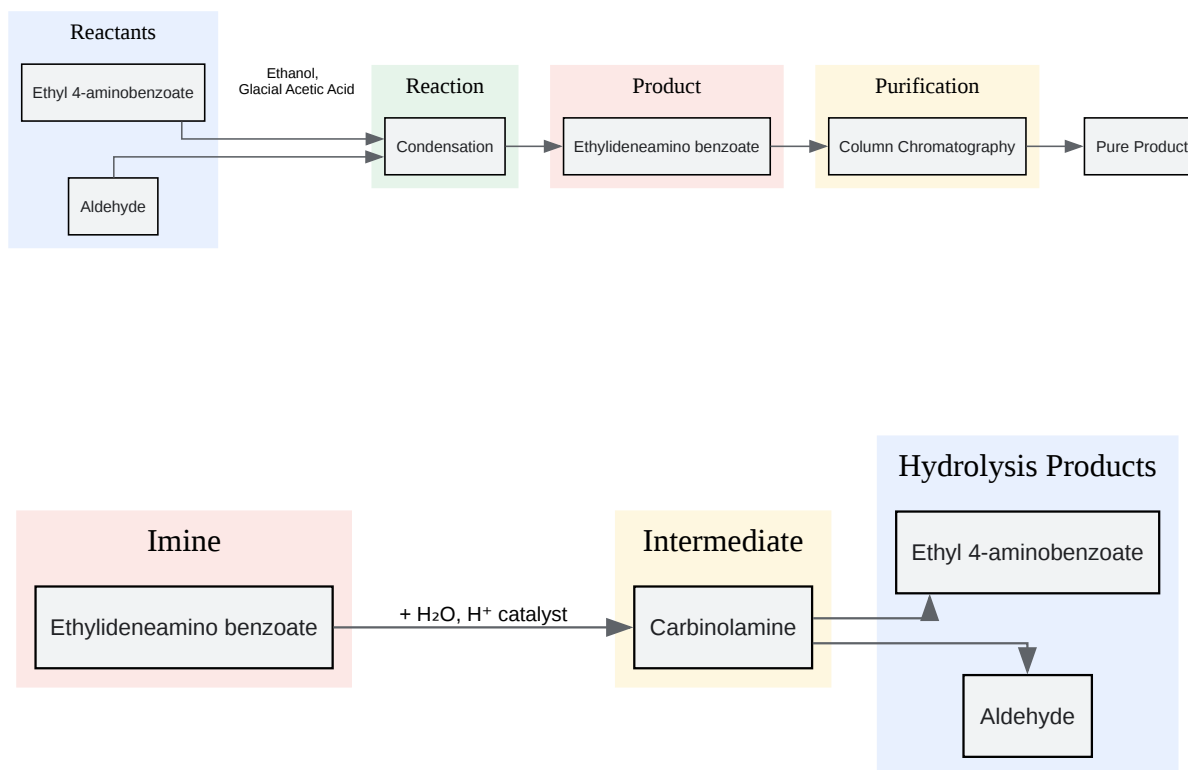 Reactants
Ethyl 4-aminobenzoate
Aldehyde
Ethanol,
Glacial Acetic Acid
Reaction
Condensation
Product
Ethylideneamino benzoate
Purification
Column Chromatography
Pure Product
Imine
Ethylideneamino benzoate
+ H₂O, H⁺ catalyst
Intermediate
Carbinolamine
Hydrolysis Products
Ethyl 4-aminobenzoate
Aldehyde